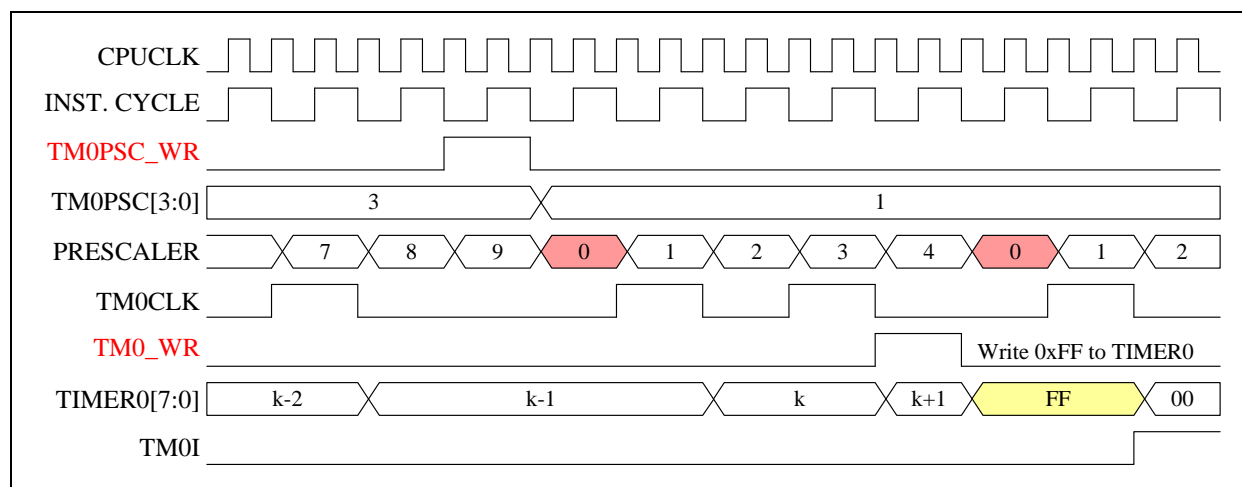 CPUCLK
INST. CYCLE
TM0PSC_WR
TM0PSC[3:0] 3 1
PRESCALER 7 8 9 0 1 2 3 4 0 1 2
TM0CLK
TM0_WR Write 0xFF to TIMER0
TIMER0[7:0] k-2 k-1 k k+1 FF 00
TM0I